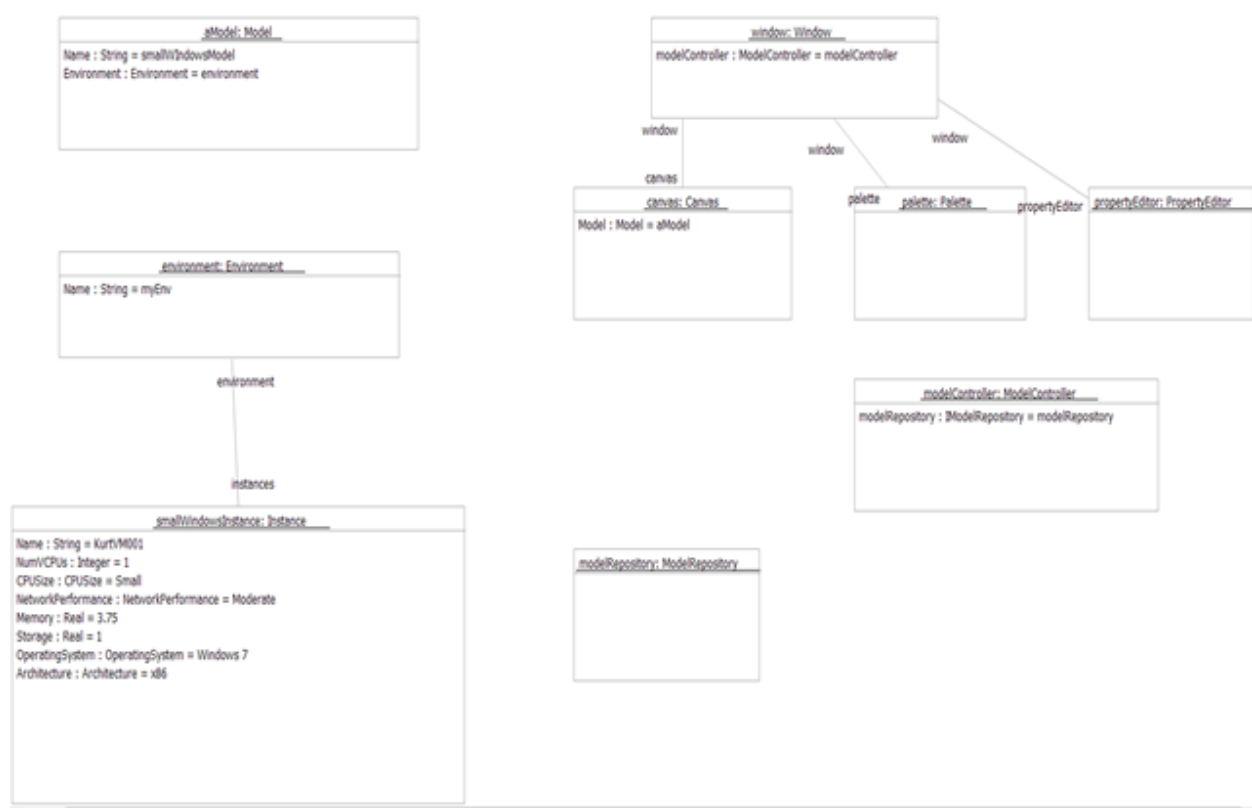 aModel: Model
Name : String = smallWIndowsModel
Environment : Environment = environment
window: Window
modelController : ModelController = modelController
window
window
window
canvas
palette
propertyEditor
canvas: Canvas
Model : Model = aModel
palette: Palette
propertyEditor: PropertyEditor
environment: Environment
Name : String = myEnv
environment
instances
modelController: ModelController
modelRepository : IModelRepository = modelRepository
smallWindowsInstance: Instance
Name : String = KurtVM001
NumVCPUs : Integer = 1
CPUSize : CPUSize = Small
NetworkPerformance : NetworkPerformance = Moderate
Memory : Real = 3.75
Storage : Real = 1
OperatingSystem : OperatingSystem = Windows 7
Architecture : Architecture = x86
modelRepository: ModelRepository